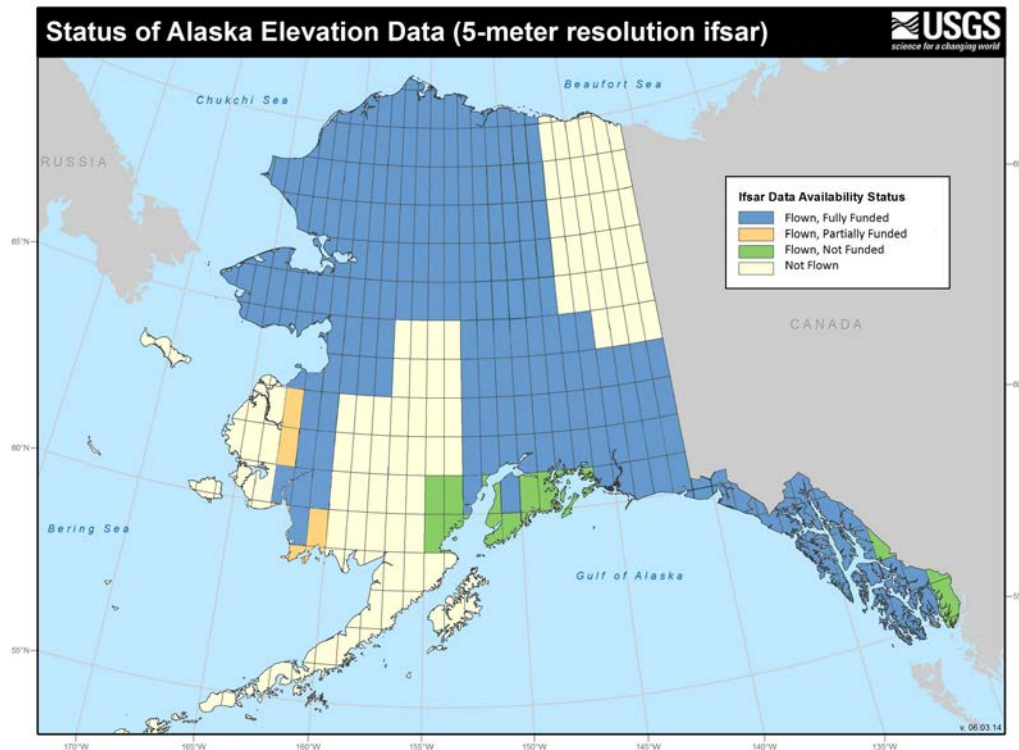 Status of Alaska Elevation Data (5-meter resolution ifsar)
USGS
science for a changing world
Chukchi Sea
Beaufort Sea
RUSSIA
Ifsar Data Availability Status
Flown, Fully Funded
Flown, Partially Funded
Flown, Not Funded
Not Flown
65°N
CANADA
60°N
Bering Sea
Gulf of Alaska
55°N
v. 06.03.14
170°W
165°W
160°W
155°W
150°W
145°W
140°W
135°W